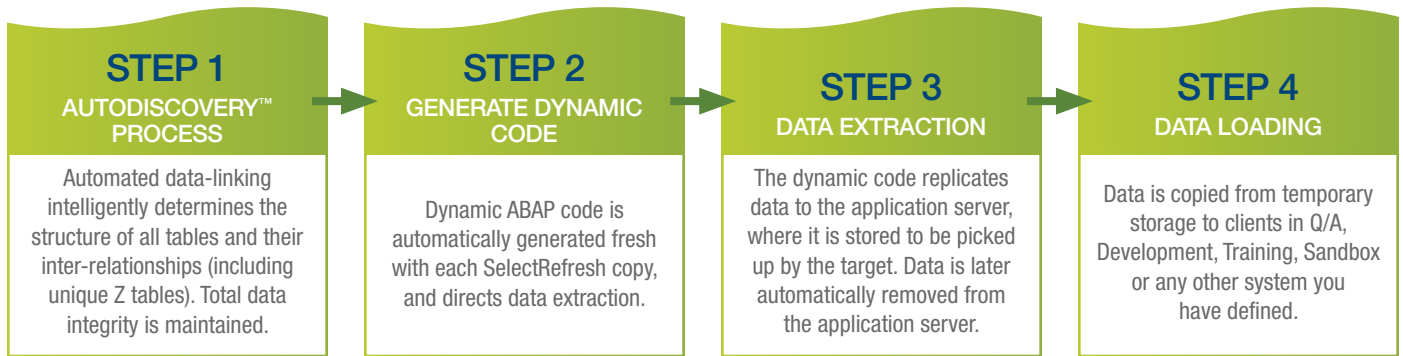 STEP 1
AUTODISCOVERY™
PROCESS
Automated data-linking
intelligently determines the
structure of all tables and their
inter-relationships (including
unique Z tables). Total data
integrity is maintained.
STEP 2
GENERATE DYNAMIC
CODE
Dynamic ABAP code is
automatically generated fresh
with each SelectRefresh copy,
and directs data extraction.
STEP 3
DATA EXTRACTION
The dynamic code replicates
data to the application server,
where it is stored to be picked
up by the target. Data is later
automatically removed from
the application server.
STEP 4
DATA LOADING
Data is copied from temporary
storage to clients in Q/A,
Development, Training, Sandbox
or any other system you
have defined.